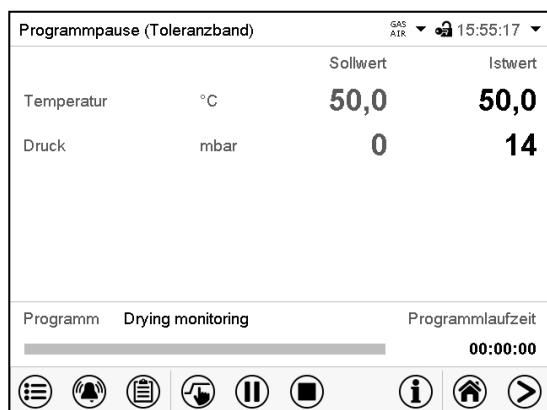 Programmpause (Toleranzband) GAS AIR 15:55:17
Sollwert Istwert
Temperatur °C 50,0 50,0
Druck mbar 0 14
Programm Drying monitoring Programmlaufzeit
00:00:00